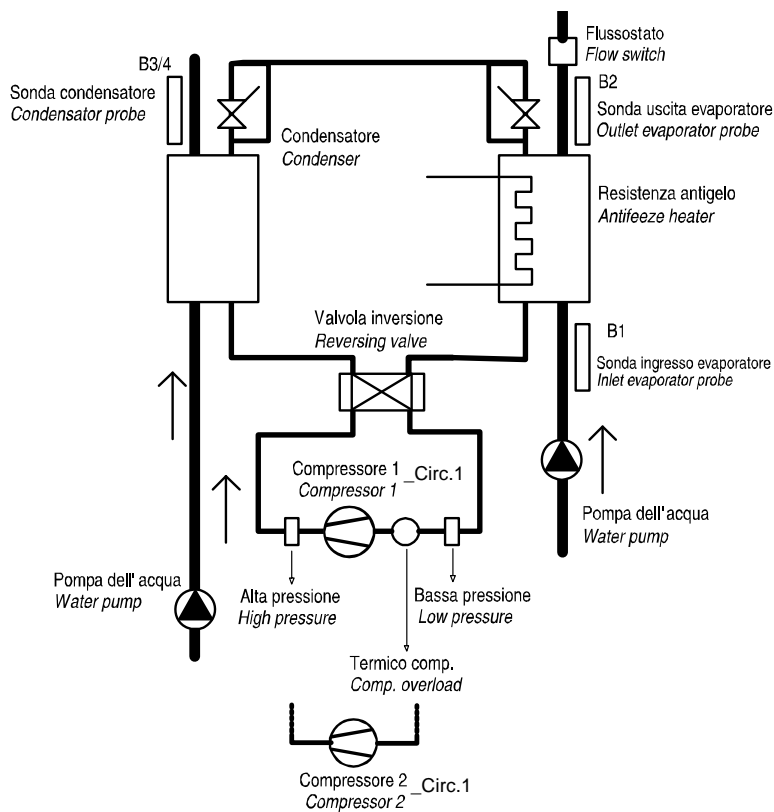 Flussostato
Flow switch
B3/4
Sonda condensatore
Condensator probe
B2
Sonda uscita evaporatore
Outlet evaporator probe
Condensatore
Condenser
Resistenza antigelo
Antifeeze heater
Valvola inversione
Reversing valve
B1
Sonda ingresso evaporatore
Inlet evaporator probe
Compressore 1 _Circ.1
Compressor 1
Pompa dell'acqua
Water pump
Pompa dell'acqua
Water pump
Alta pressione
High pressure
Bassa pressione
Low pressure
Termico comp.
Comp. overload
Compressore 2 _Circ.1
Compressor 2